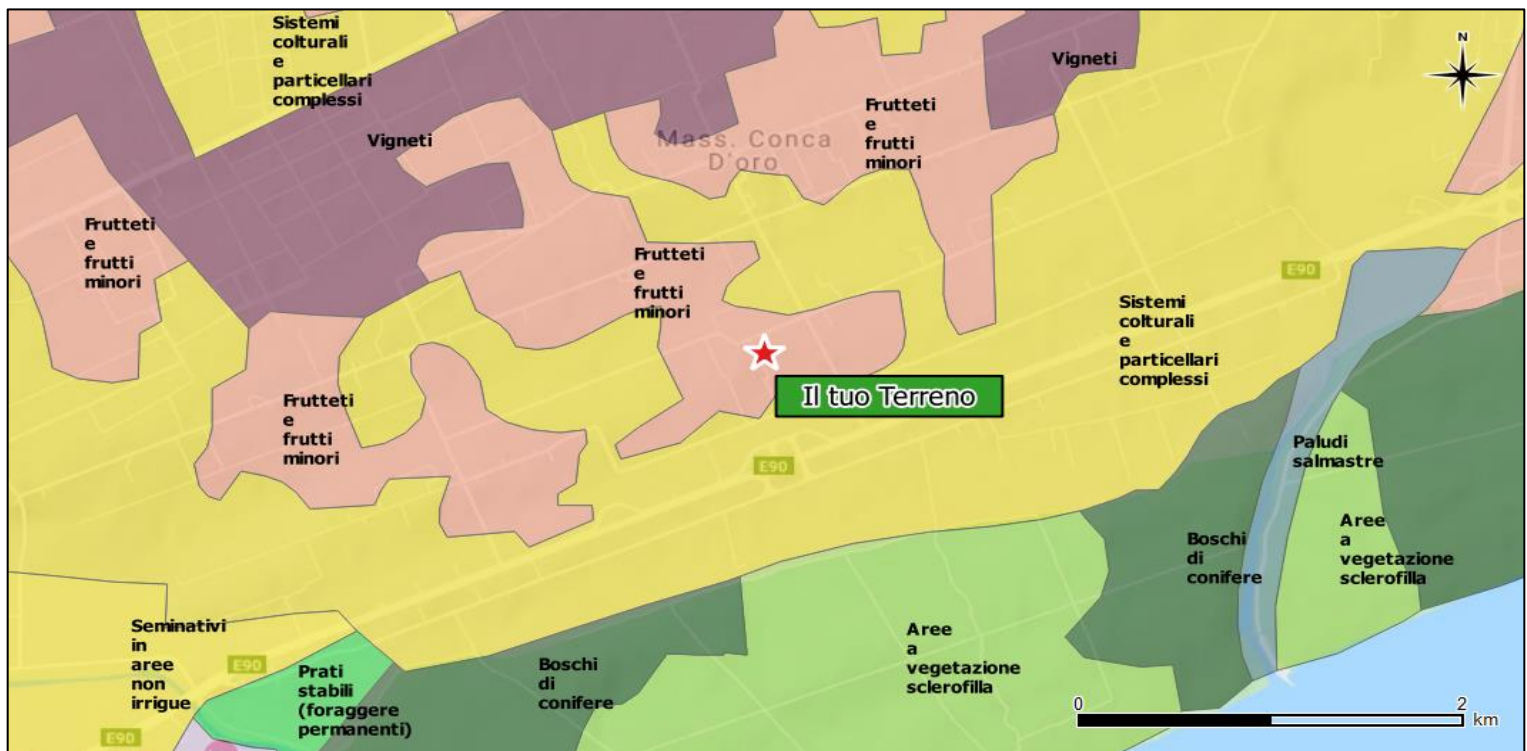 Sistemi
colturali
e
particellari
complessi
N
Vigneti
Vigneti
Frutteti
e
frutti
minori
Mass. Conca
D'oro
Frutteti
e
frutti
minori
Frutteti
e
frutti
minori
E90
Sistemi
colturali
e
particellari
complessi
Il tuo Terreno
Frutteti
e
frutti
minori
E90
Paludi
salmastre
Aree
a
vegetazione
sclerofilla
Boschi
di
conifere
Seminativi
in
aree
non
irrigue
E90
Prati
stabili
(foraggere
permanenti)
Boschi
di
conifere
Aree
a
vegetazione
sclerofilla
E90
0 2
km